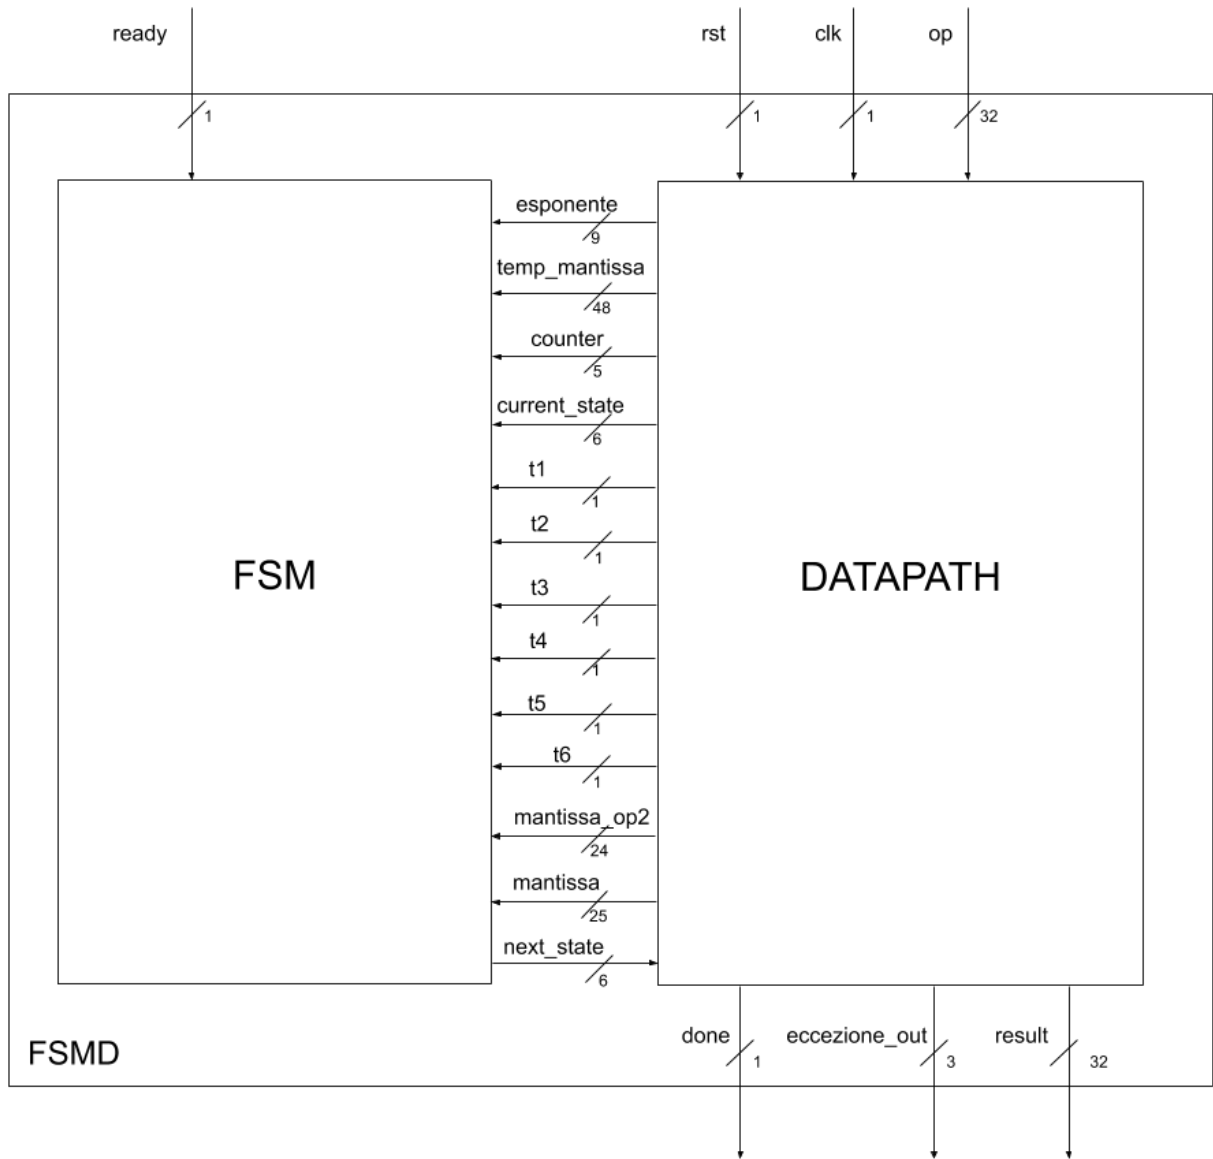 ready rst clk op
1 1 1 32
esponente
9
temp_mantissa
48
counter
5
current_state
6
t1
1
t2
1
FSM DATAPATH
t3
1
t4
1
t5
1
t6
1
mantissa_op2
24
mantissa
25
next_state
6
done eccezione_out result
FSMD
1 3 32